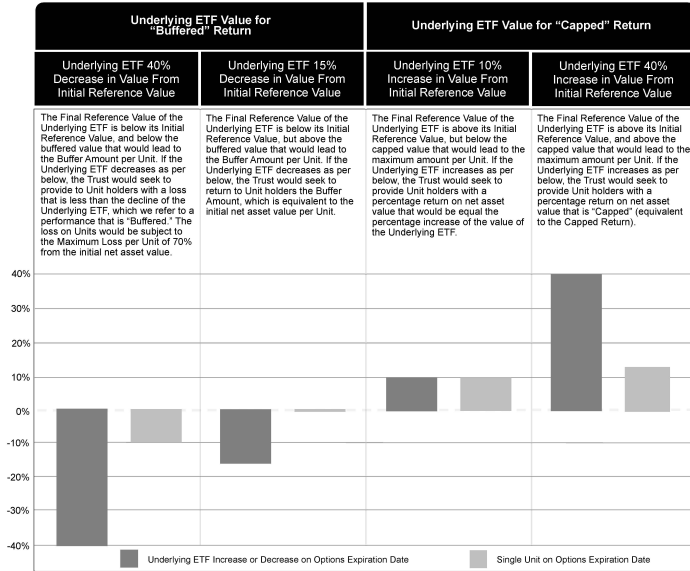 Underlying ETF Value for
“Buffered” Return
Underlying ETF Value for “Capped” Return
Underlying ETF 40%
Decrease in Value From
Initial Reference Value
Underlying ETF 15%
Decrease in Value From
Initial Reference Value
Underlying ETF 10%
Increase in Value From
Initial Reference Value
Underlying ETF 40%
Increase in Value From
Initial Reference Value
The Final Reference Value of the
Underlying ETF is below its Initial
Reference Value, and below the
buffered value that would lead to
the Buffer Amount per Unit. If the
Underlying ETF decreases as per
below, the Trust would seek to
provide to Unit holders with a loss
that is less than the decline of the
Underlying ETF, which we refer to a
performance that is “Buffered.” The
loss on Units would be subject to
the Maximum Loss per Unit of 70%
from the initial net asset value.
The Final Reference Value of the
Underlying ETF is below its Initial
Reference Value, but above the
buffered value that would lead to
the Buffer Amount per Unit. If the
Underlying ETF decreases as per
below, the Trust would seek to
return to Unit holders the Buffer
Amount, which is equivalent to the
initial net asset value per Unit.
The Final Reference Value of the
Underlying ETF is above its Initial
Reference Value, but below the
capped value that would lead to the
maximum amount per Unit. If the
Underlying ETF increases as per
below, the Trust would seek to
provide Unit holders with a
percentage return on net asset
value that would be equal the
percentage increase of the value of
the Underlying ETF.
The Final Reference Value of the
Underlying ETF is above its Initial
Reference Value, and above the
capped value that would lead to the
maximum amount per Unit. If the
Underlying ETF increases as per
below, the Trust would seek to
provide Unit holders with a
percentage return on net asset
value that is “Capped” (equivalent
to the Capped Return).
40%
30%
20%
10%
0%
-10%
-20%
-30%
-40%
Underlying ETF Increase or Decrease on Options Expiration Date
Single Unit on Options Expiration Date